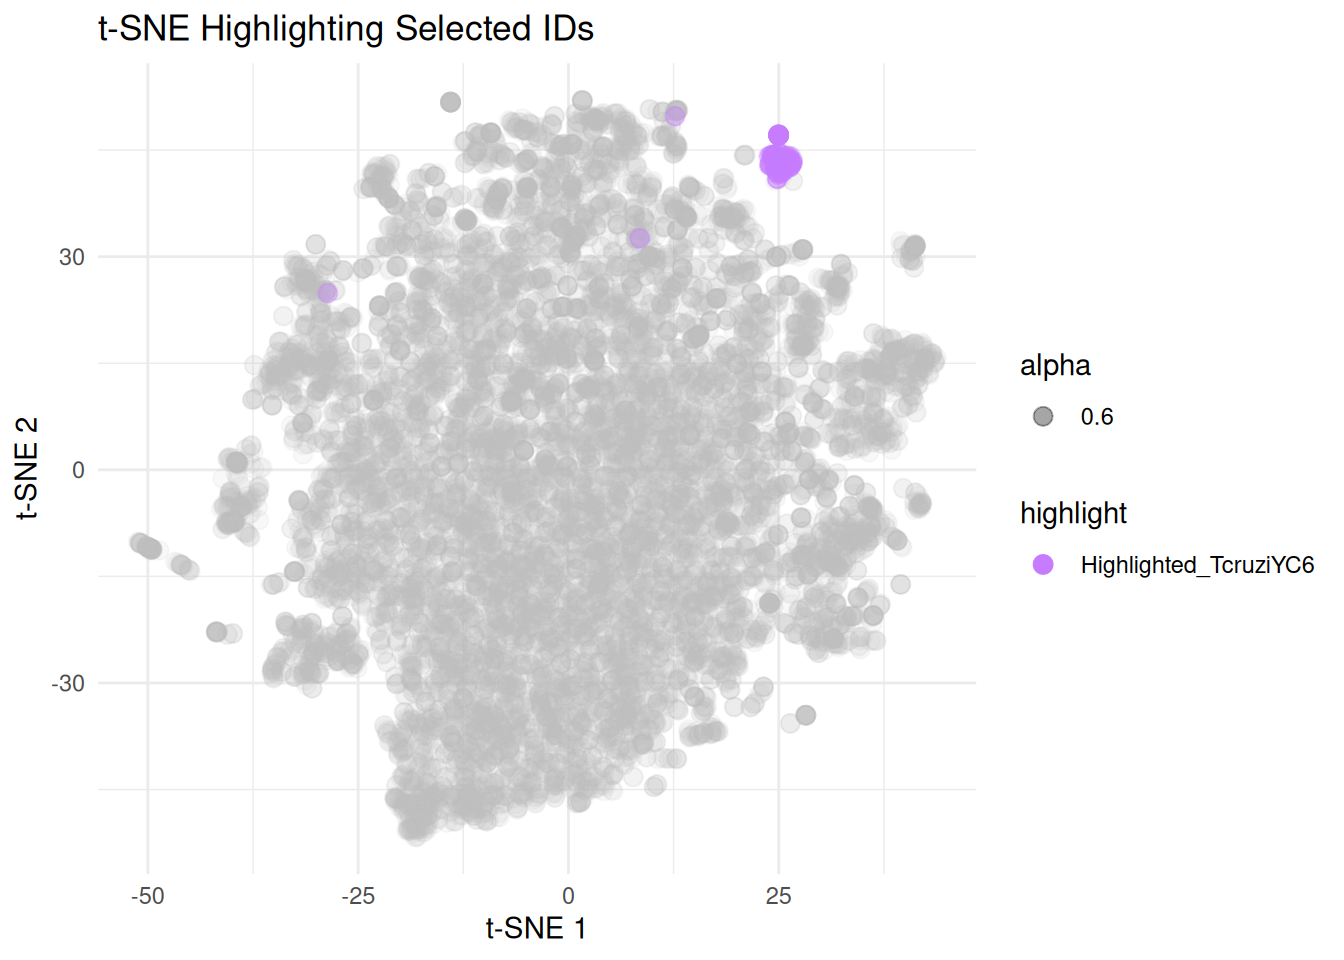 t-SNE Highlighting Selected IDs
t-SNE 2
30
0
-30
-50
-25
0
25
t-SNE 1
alpha
0.6
highlight
Highlighted_TcruziYC6